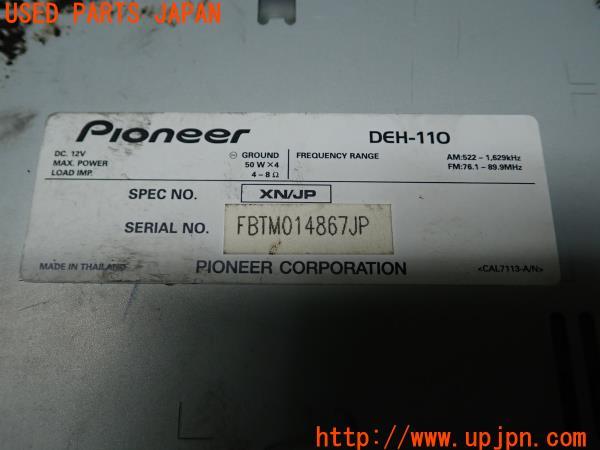 USED PARTS JAPAN
Pioneer DEH-110
DC. 12V ⊖ GROUND FREQUENCY RANGE AM:522 - 1,629kHz
MAX. POWER 50 W×4 FM:76.1 - 89.9MHz
LOAD IMP. 4 - 8 Ω
SPEC NO. XN/JP
SERIAL NO. FBTM014867JP
MADE IN THAILAND PIONEER CORPORATION <CAL7113-A/N>
http://www.upjpn.com